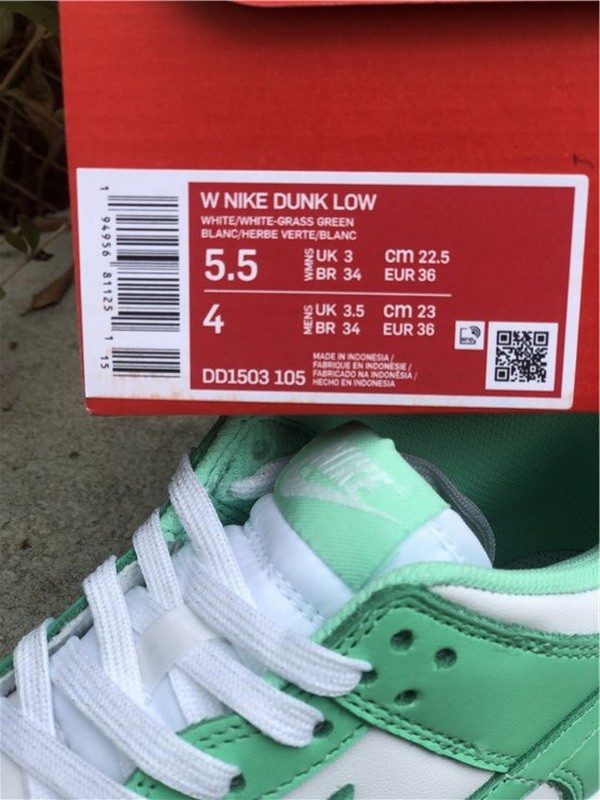 W NIKE DUNK LOW
WHITE/WHITE-GRASS GREEN
BLANC/HERBE VERTE/BLANC
5.5 WMNS UK 3 cm 22.5
BR 34 EUR 36
4 MENS UK 3.5 cm 23
BR 34 EUR 36
DD1503 105
MADE IN INDONESIA /
FABRIQUE EN INDONÉSIE /
FABRICADO NA INDONÉSIA /
HECHO EN INDONESIA
1 94956 81125 1 15
NIKE